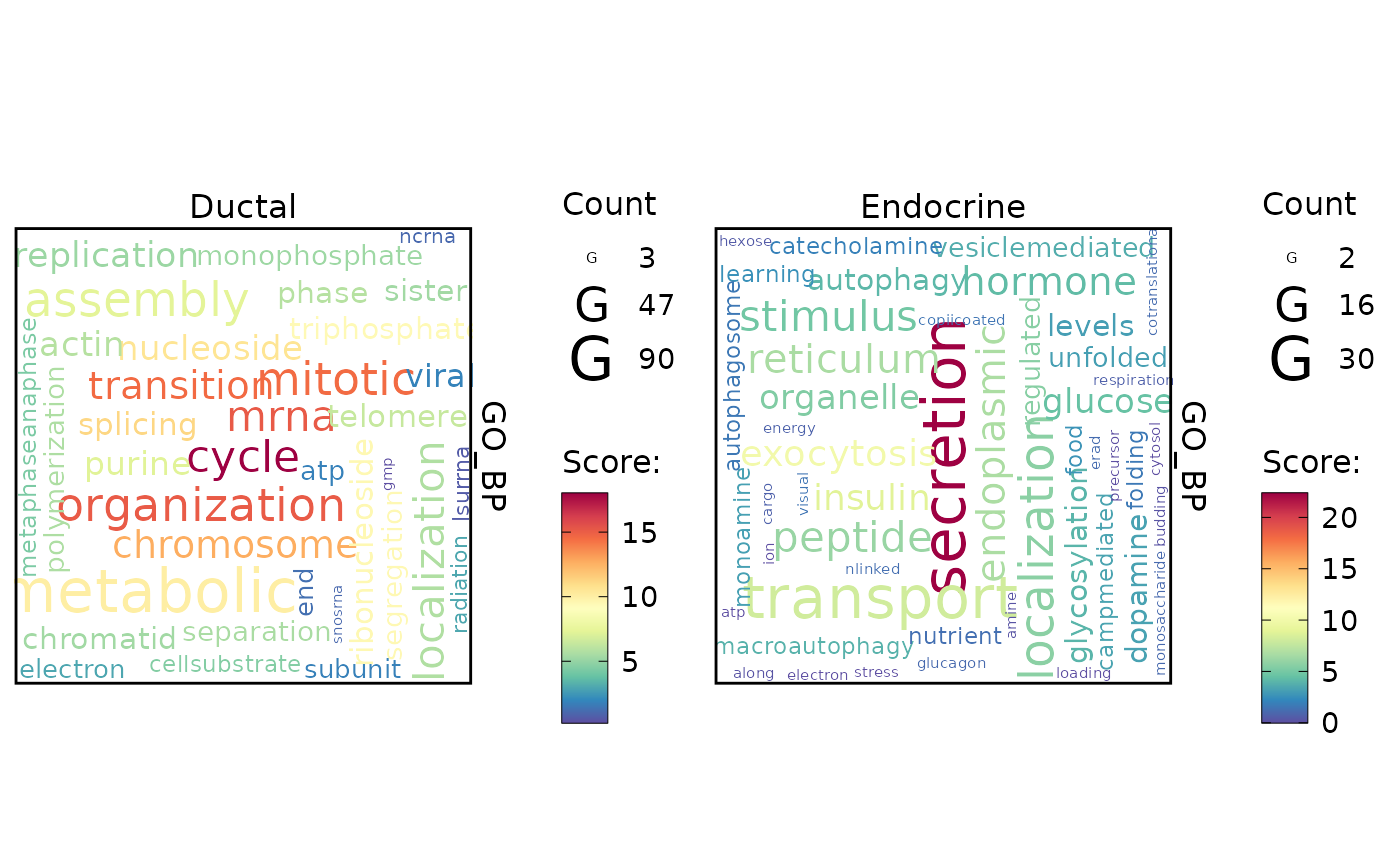 Ductal
ncrna
replication
monophosphate
assembly
phase
sister
triphosphate
actin
nucleoside
transition
mitotic
viral
splicing
mrna
telomere
purine
cycle
atp
gmp
organization
chromosome
metabolic
end
snosrna
chromatid
separation
electron
cellsubstrate
subunit
metaphaseanaphase
polymerization
ribonucleoside
segregation
localization
radiation
lsurrna
GO_BP
Count
G 3
G 47
G 90
Score:
15
10
5
Endocrine
hexose
catecholamine
vesiclemediated
learning
autophagy
hormone
stimulus
copiicoated
levels
reticulum
unfolded
respiration
organelle
glucose
energy
exocytosis
insulin
peptide
nlinked
transport
atp
macroautophagy
nutrient
glucagon
along
electron
stress
loading
autophagosome
monoamine
cargo
ion
visual
secretion
endoplasmic
regulated
localization
amine
food
glycosylation
erad
precursor
campmediated
folding
dopamine
cytosol
budding
monosaccharide
GO_BP
Count
G 2
G 16
G 30
Score:
20
15
10
5
0